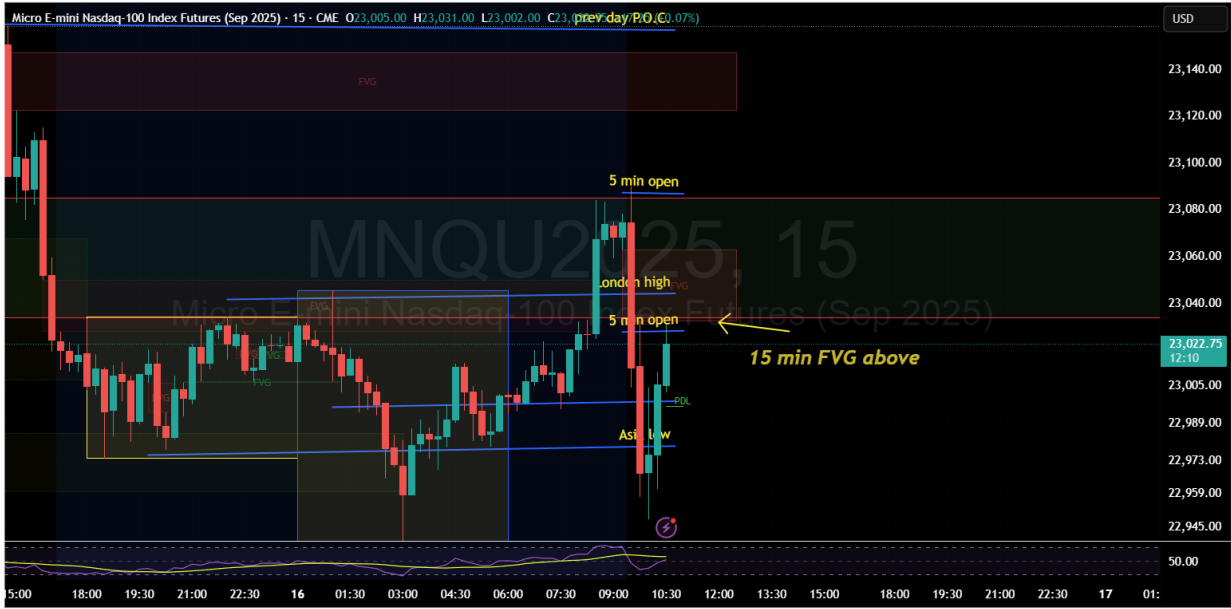 Micro E-mini Nasdaq-100 Index Futures (Sep 2025) · 15 · CME O23,005.00 H23,031.00 L23,002.00
prev day P.O.C.
USD
FVG
23,140.00
23,120.00
23,100.00
5 min open
23,080.00
MNQU2025, 15
23,060.00
London high
FVG
FVG
23,040.00
Micro E-mini Nasdaq-100 Index Futures (Sep 2025)
5 min open
15 min FVG above
23,022.75
12:10
FVG
FVG
FVG
FVG
23,005.00
PDL
22,989.00
Asia low
22,973.00
22,959.00
22,945.00
50.00
15:00 18:00 19:30 21:00 22:30 16 01:30 03:00 04:30 06:00 07:30 09:00 10:30 12:00 13:30 15:00 18:00 19:30 21:00 22:30 17 01: